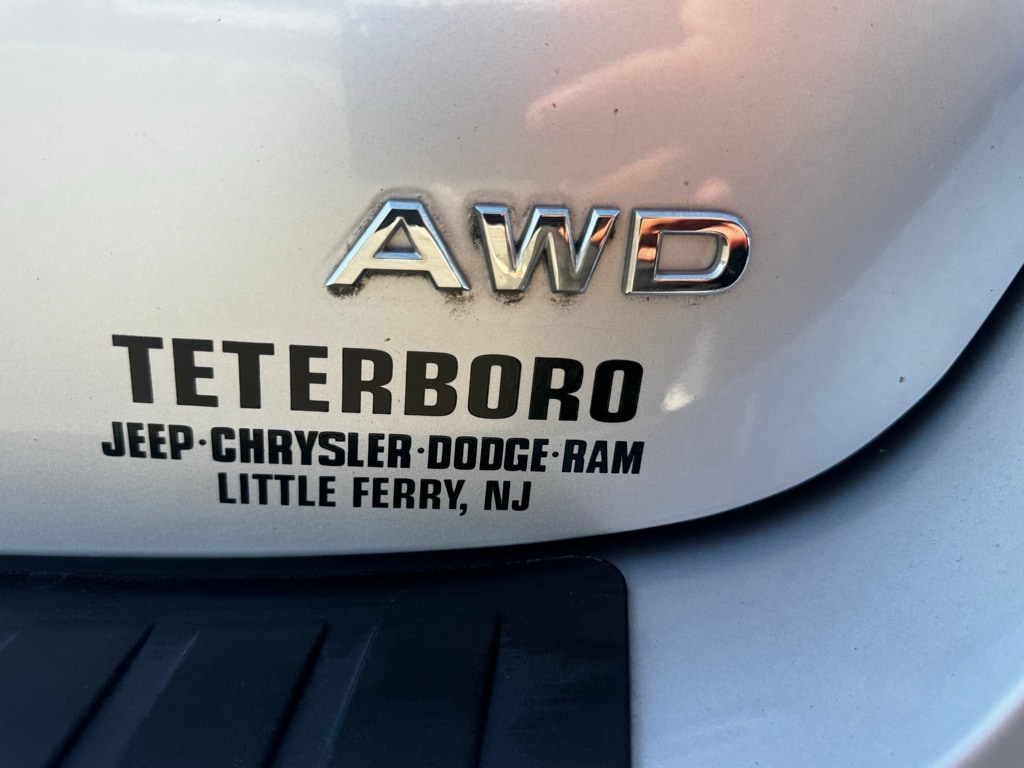 AWD
TETERBORO
JEEP·CHRYSLER·DODGE·RAM
LITTLE FERRY, NJ